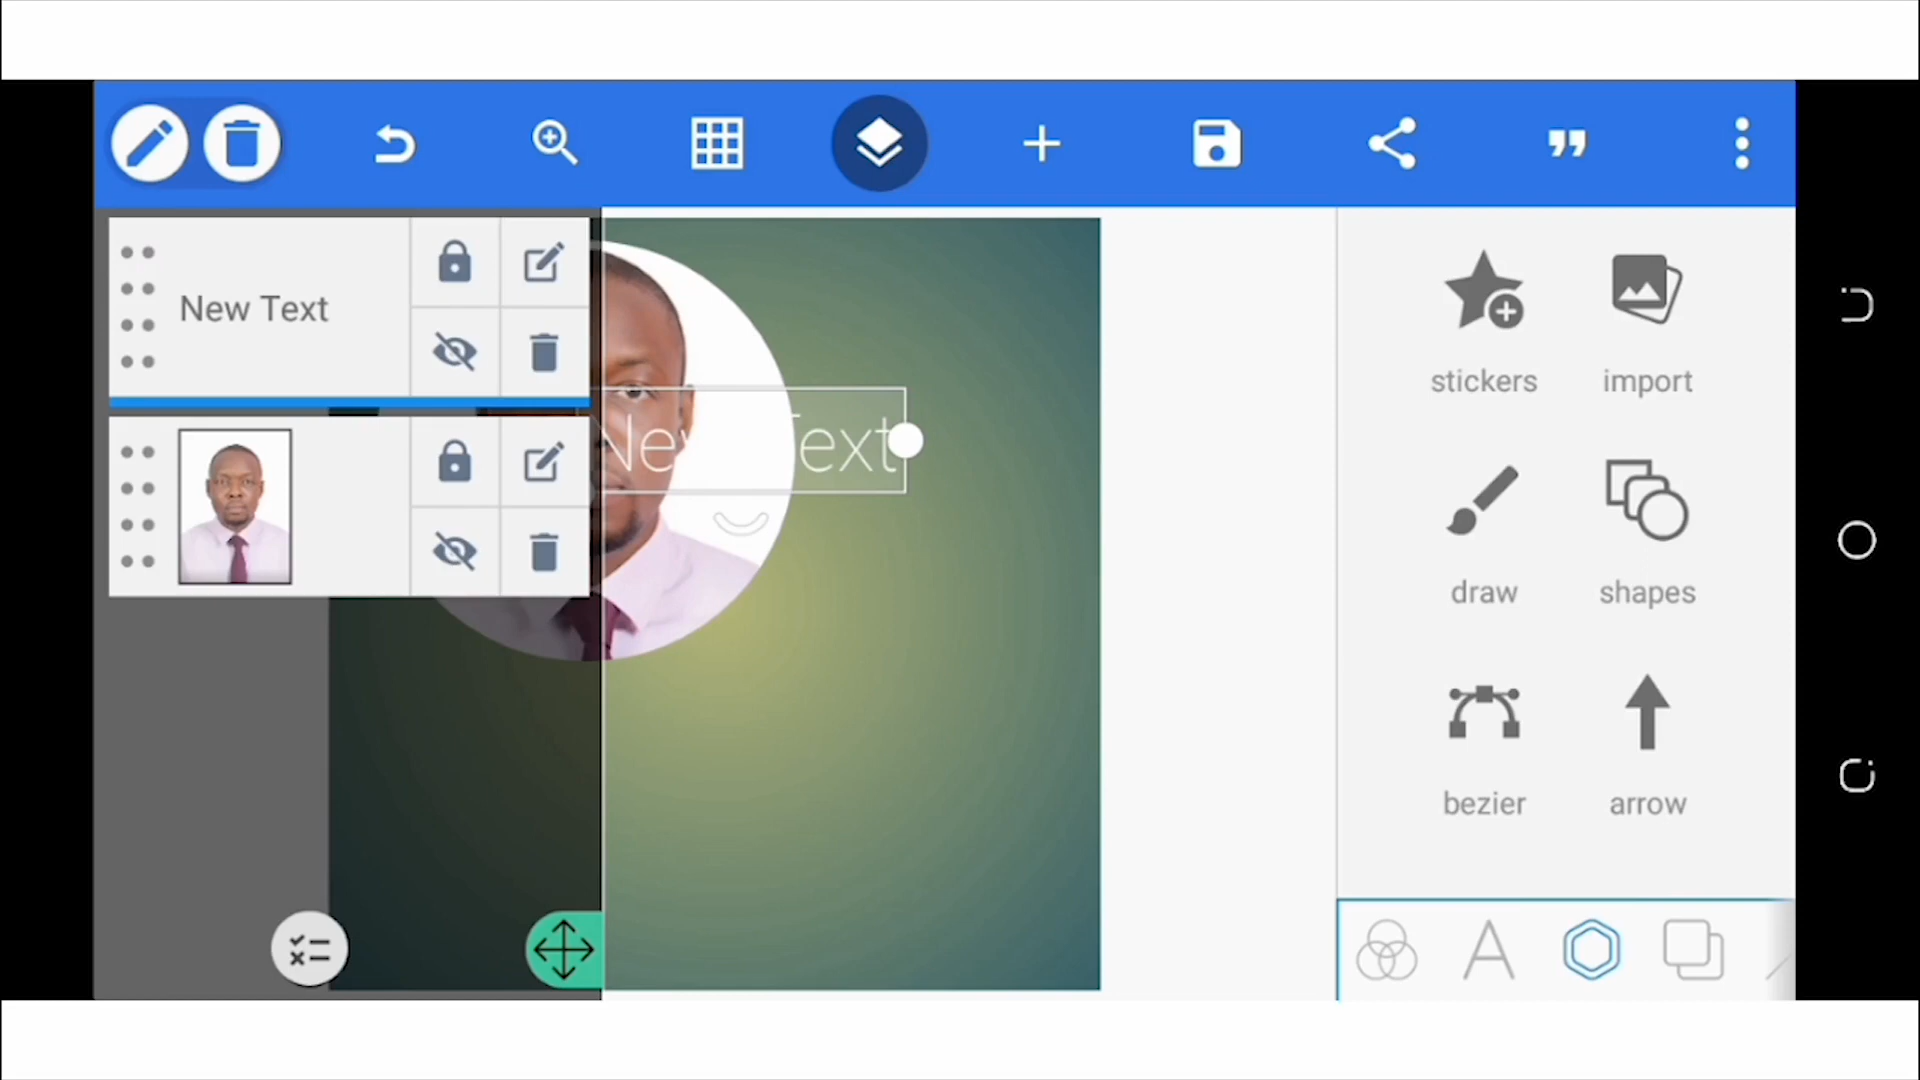 New Text
New Text
stickers
import
draw
shapes
bezier
arrow